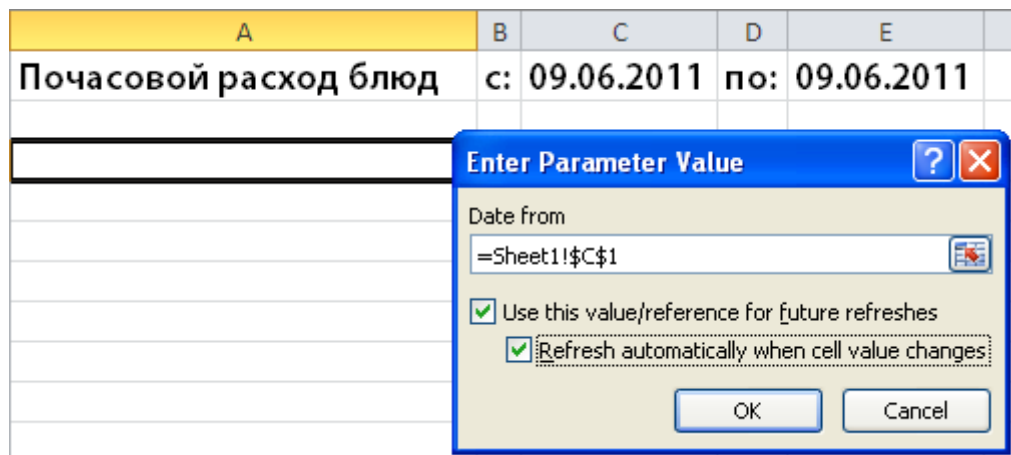 A B C D E
Почасовой расход блюд с: 09.06.2011 по: 09.06.2011
Enter Parameter Value
Date from
=Sheet1!$C$1
Use this value/reference for future refreshes
Refresh automatically when cell value changes
OK Cancel